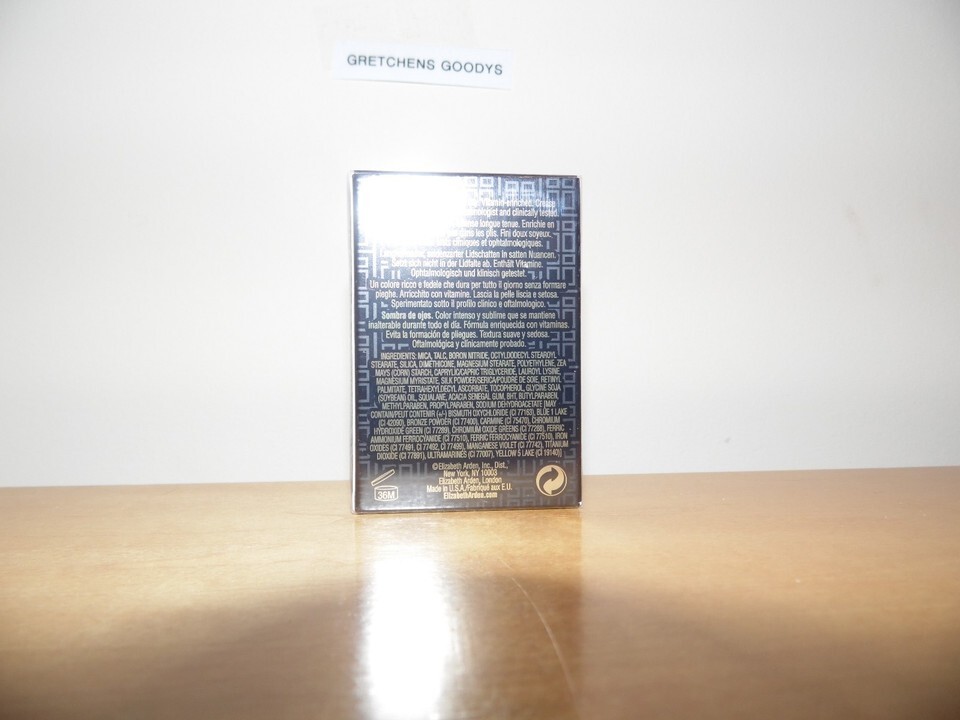 GRETCHENS GOODYS
Vitamin-enriched. Crease
and clinically tested.
longue tenue. Enrichie en
les plis. Fini doux soyeux.
cliniques et ophtalmologiques.
Lidschatten in satten Nuancen.
Setzt sich nicht in der Lidfalte ab. Enthält Vitamine.
Ophtalmologisch und klinisch getestet.
Un colore ricco e fedele che dura per tutto il giorno senza formare
pieghe. Arricchito con vitamine. Lascia la pelle liscia e setosa.
Sperimentato sotto il profilo clinico e oftalmologico.
Sombra de ojos. Color intenso y sublime que se mantiene
inalterable durante todo el día. Fórmula enriquecida con vitaminas.
Evita la formación de pliegues. Textura suave y sedosa.
Oftalmológica y clínicamente probado.
INGREDIENTS: MICA, TALC, BORON NITRIDE, OCTYLDODECYL STEAROYL
STEARATE, SILICA, DIMETHICONE, MAGNESIUM STEARATE, POLYETHYLENE, ZEA
MAYS (CORN) STARCH, CAPRYLIC/CAPRIC TRIGLYCERIDE, LAUROYL LYSINE,
MAGNESIUM MYRISTATE, SILK POWDER/SERICA/POUDRE DE SOIE, RETINYL
PALMITATE, TETRAHEXYLDECYL ASCORBATE, TOCOPHEROL, GLYCINE SOJA
(SOYBEAN) OIL, SQUALANE, ACACIA SENEGAL GUM, BHT, BUTYLPARABEN,
METHYLPARABEN, PROPYLPARABEN, SODIUM DEHYDROACETATE [MAY
CONTAIN/PEUT CONTENIR (+/-) BISMUTH OXYCHLORIDE (CI 77163), BLUE 1 LAKE
(CI 42090), BRONZE POWDER (CI 77400), CARMINE (CI 75470), CHROMIUM
HYDROXIDE GREEN (CI 77289), CHROMIUM OXIDE GREENS (CI 77288), FERRIC
AMMONIUM FERROCYANIDE (CI 77510), FERRIC FERROCYANIDE (CI 77510), IRON
OXIDES (CI 77491, CI 77492, CI 77499), MANGANESE VIOLET (CI 77742), TITANIUM
DIOXIDE (CI 77891), ULTRAMARINES (CI 77007), YELLOW 5 LAKE (CI 19140)]
©Elizabeth Arden, Inc., Dist.,
New York, NY 10003
Elizabeth Arden, London
Made in U.S.A./Fabriqué aux E.U.
ElizabethArden.com
36M